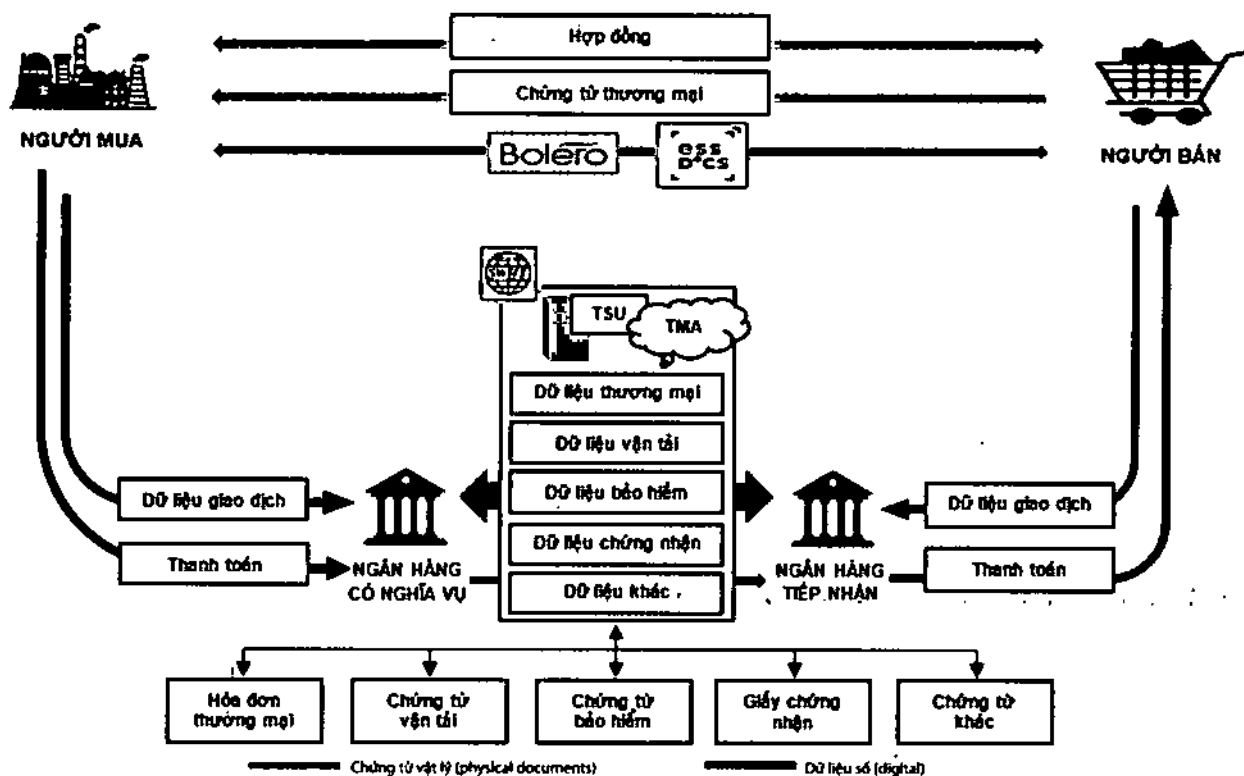 Hợp đồng
Chứng từ thương mại
NGƯỜI MUA
Bolero
ess
DOCS
NGƯỜI BÁN
SWIFT
TSU
TMA
Dữ liệu thương mại
Dữ liệu vận tải
Dữ liệu bảo hiểm
Dữ liệu chứng nhận
Dữ liệu khác
Dữ liệu giao dịch
Thanh toán
NGÂN HÀNG
CÓ NGHĨA VỤ
NGÂN HÀNG
TIẾP NHẬN
Dữ liệu giao dịch
Thanh toán
Hóa đơn
thương mại
Chứng từ
vận tải
Chứng từ
bảo hiểm
Giấy chứng
nhận
Chứng từ
khác
Chứng từ vật lý (physical documents)
Dữ liệu số (digital)